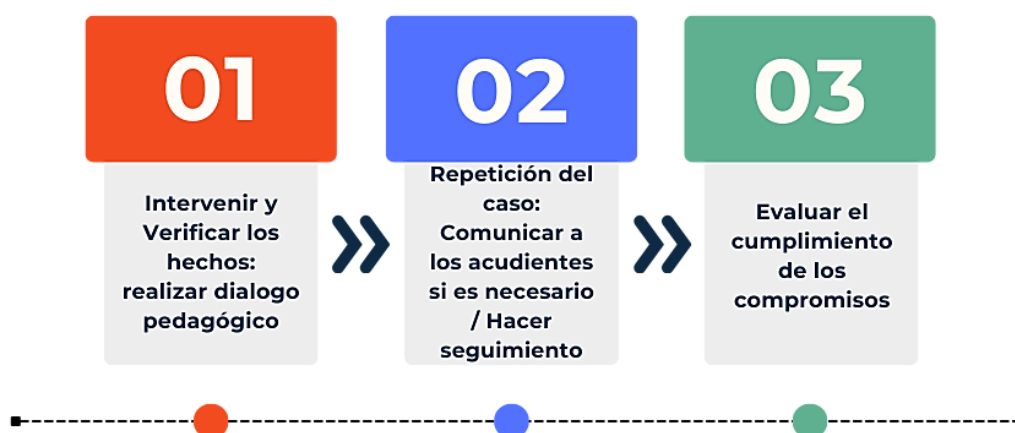 01
Intervenir y
Verificar los
hechos:
realizar dialogo
pedagógico
02
Repetición del
caso:
Comunicar a
los acudientes
si es necesario
/ Hacer
seguimiento
03
Evaluar el
cumplimiento
de los
compromisos